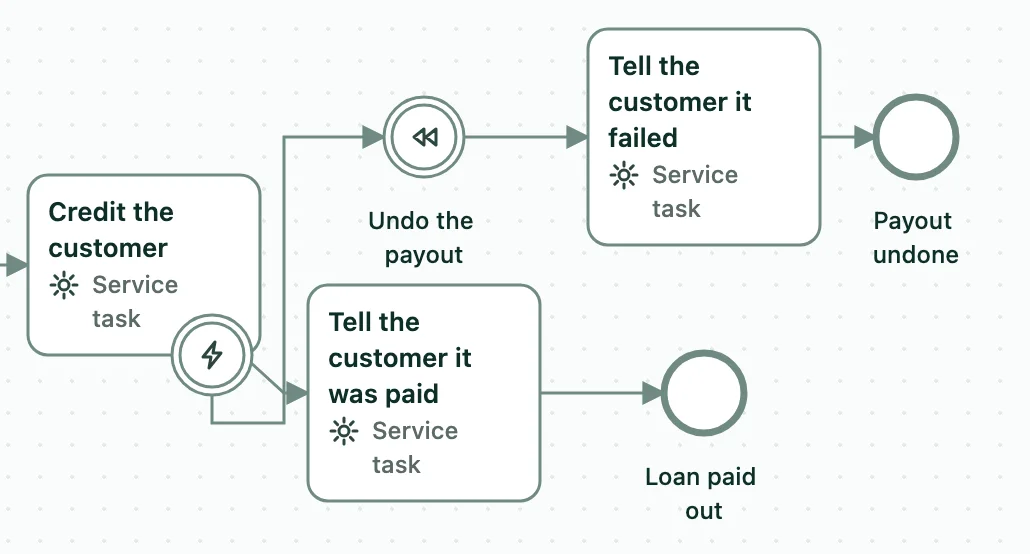 Credit the
customer
Service
task
Undo the
payout
Tell the
customer it
failed
Service
task
Payout
undone
Tell the
customer it
was paid
Service
task
Loan paid
out